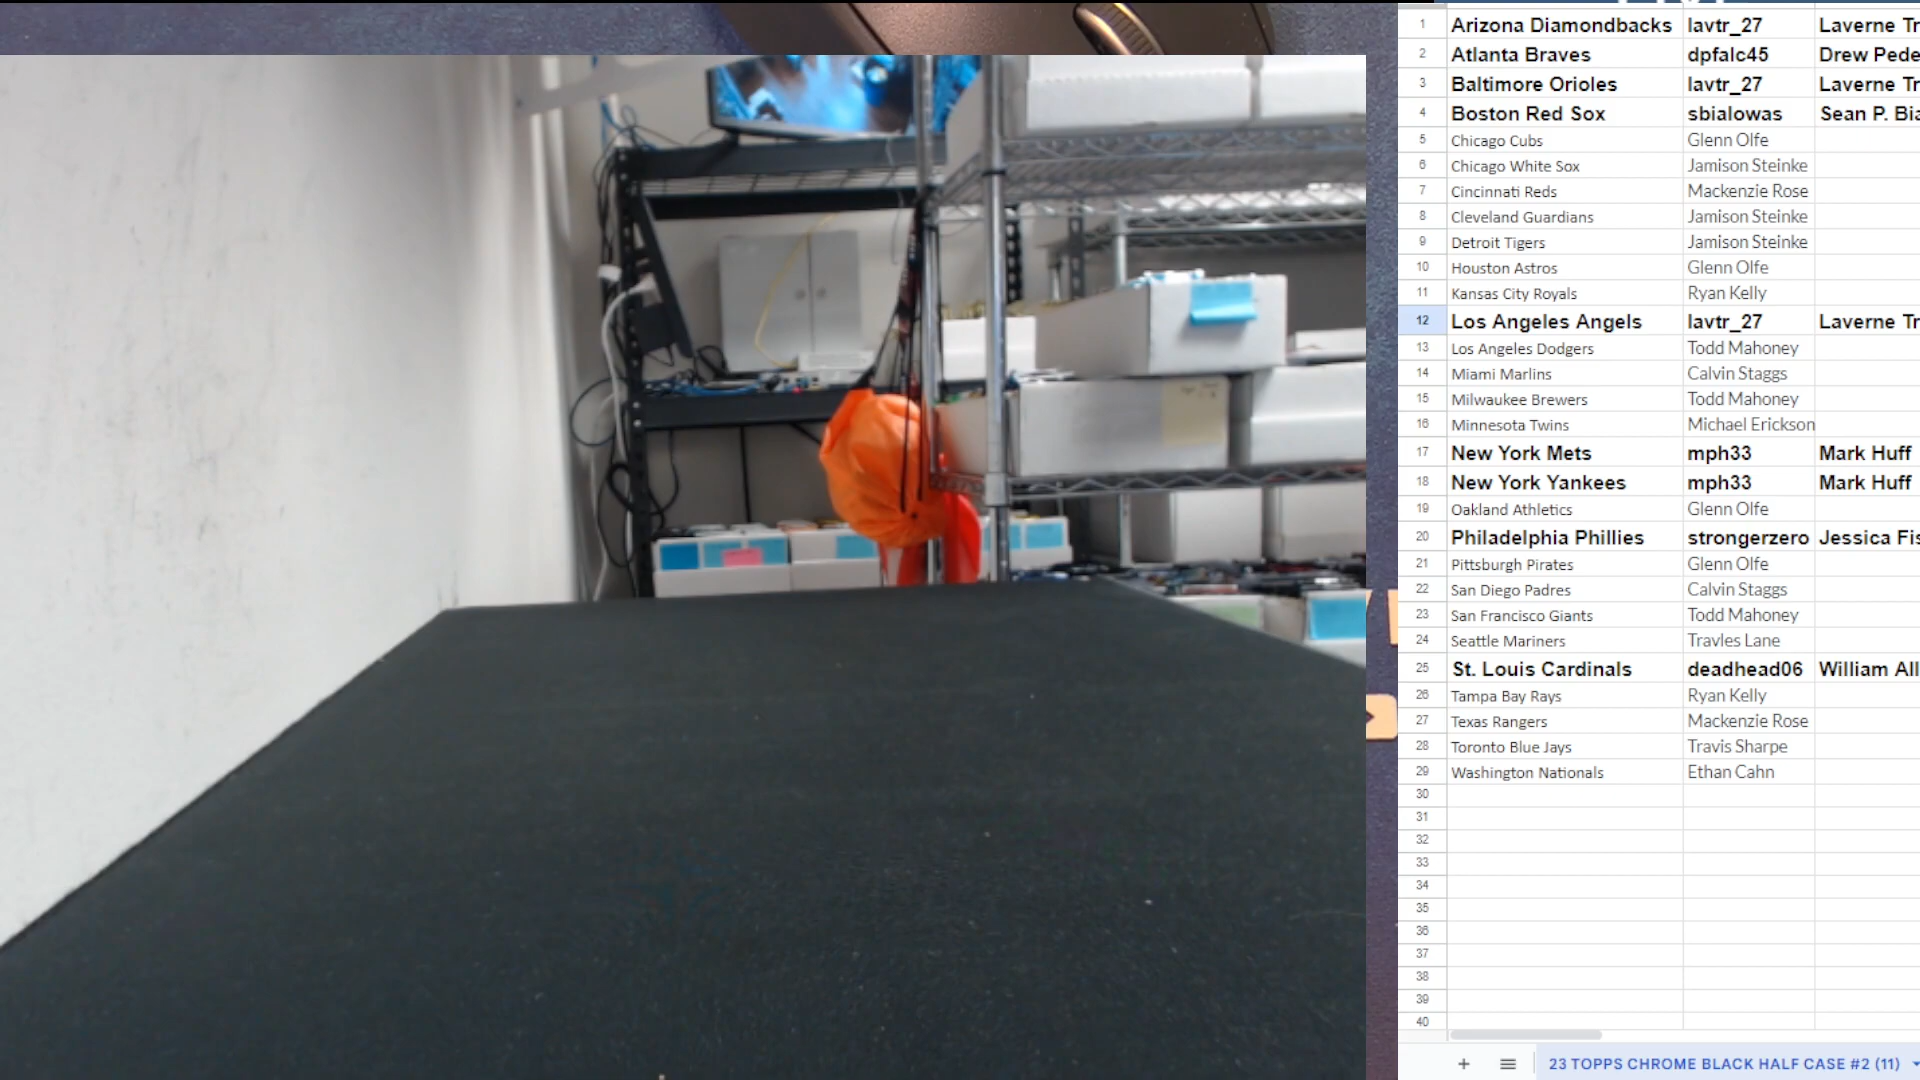 1 Arizona Diamondbacks lavtr_27 Laverne Tr
2 Atlanta Braves dpfalc45 Drew Pede
3 Baltimore Orioles lavtr_27 Laverne Tr
4 Boston Red Sox sbialowas Sean P. Bia
5 Chicago Cubs Glenn Olfe
6 Chicago White Sox Jamison Steinke
7 Cincinnati Reds Mackenzie Rose
8 Cleveland Guardians Jamison Steinke
9 Detroit Tigers Jamison Steinke
10 Houston Astros Glenn Olfe
11 Kansas City Royals Ryan Kelly
12 Los Angeles Angels lavtr_27 Laverne Tr
13 Los Angeles Dodgers Todd Mahoney
14 Miami Marlins Calvin Staggs
15 Milwaukee Brewers Todd Mahoney
16 Minnesota Twins Michael Erickson
17 New York Mets mph33 Mark Huff
18 New York Yankees mph33 Mark Huff
19 Oakland Athletics Glenn Olfe
20 Philadelphia Phillies strongerzero Jessica Fis
21 Pittsburgh Pirates Glenn Olfe
22 San Diego Padres Calvin Staggs
23 San Francisco Giants Todd Mahoney
24 Seattle Mariners Travles Lane
25 St. Louis Cardinals deadhead06 William All
26 Tampa Bay Rays Ryan Kelly
27 Texas Rangers Mackenzie Rose
28 Toronto Blue Jays Travis Sharpe
29 Washington Nationals Ethan Cahn
30
31
32
33
34
35
36
37
38
39
40
23 TOPPS CHROME BLACK HALF CASE #2 (11)